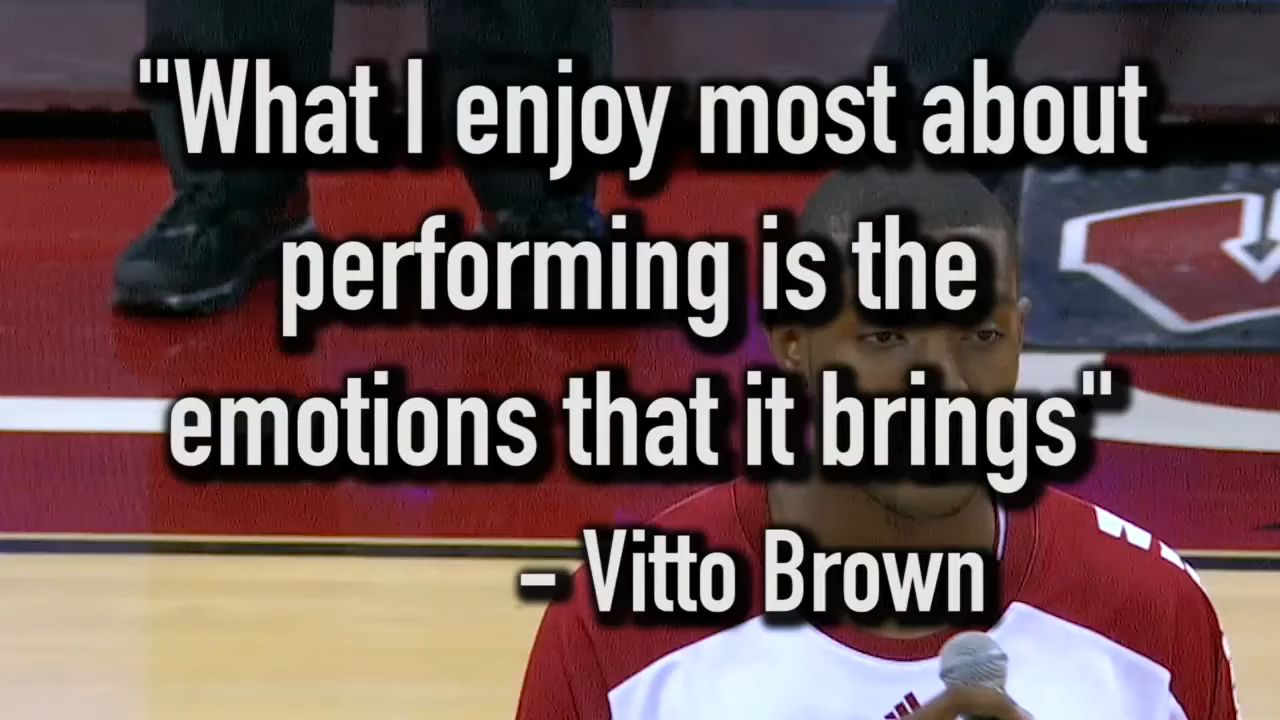 "What I enjoy most about
performing is the
emotions that it brings"
– Vitto Brown